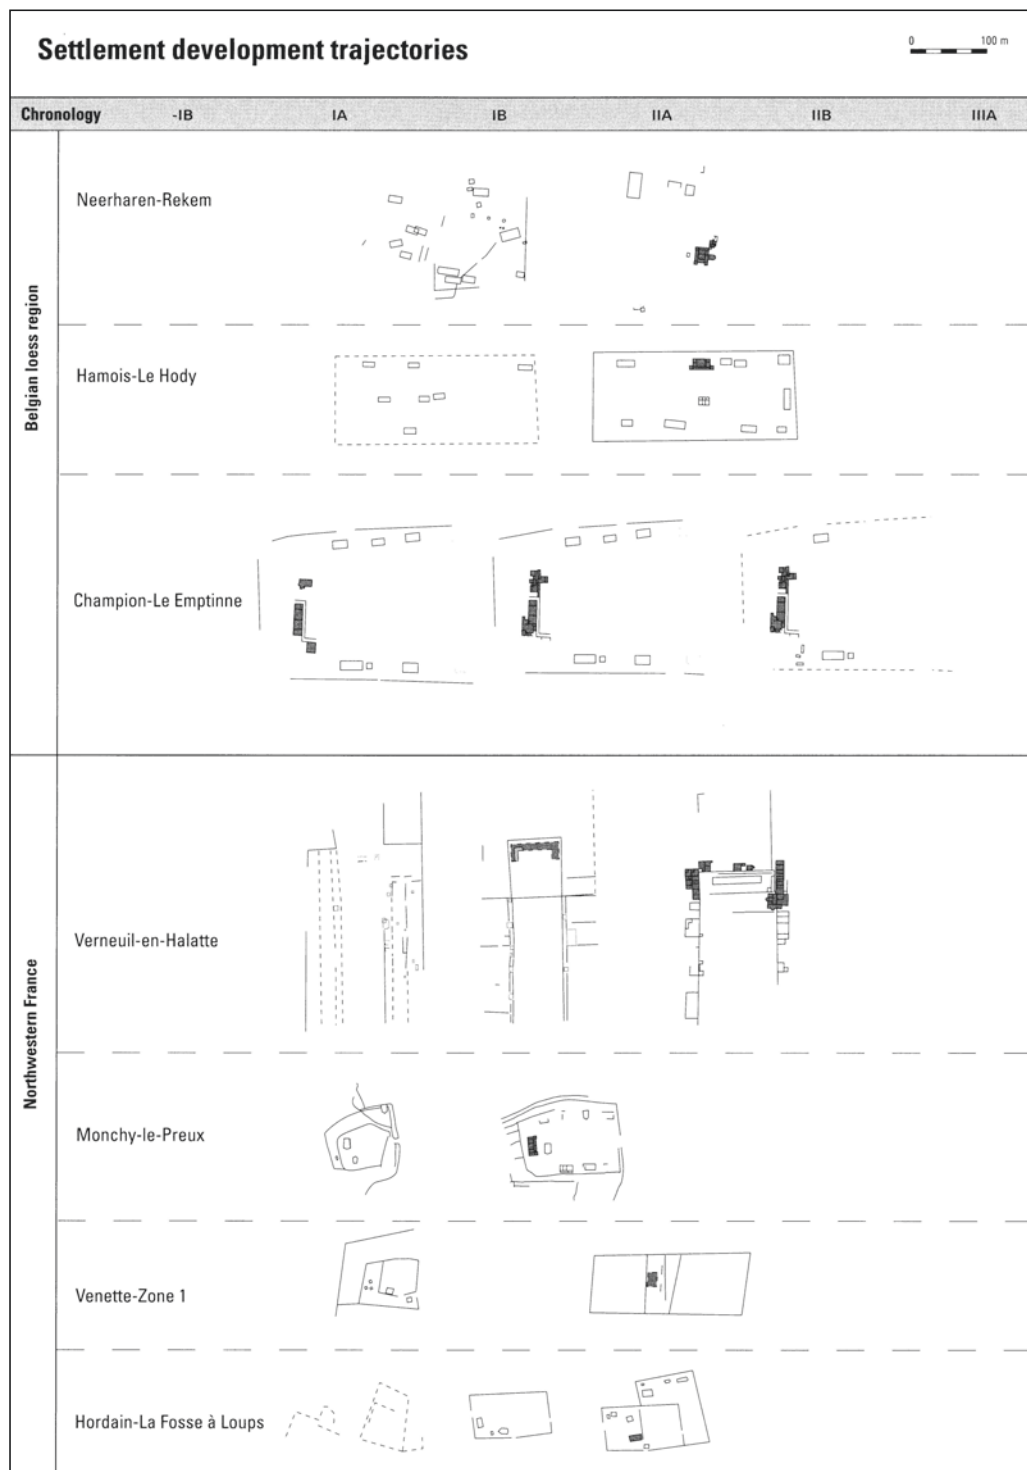 Settlement development trajectories
0 100 m
Chronology -IB IA IB IIA IIB IIIA
Belgian loess region
Neerharen-Rekem
Hamois-Le Hody
Champion-Le Emptinne
Northwestern France
Verneuil-en-Halatte
Monchy-le-Preux
Venette-Zone 1
Hordain-La Fosse à Loups